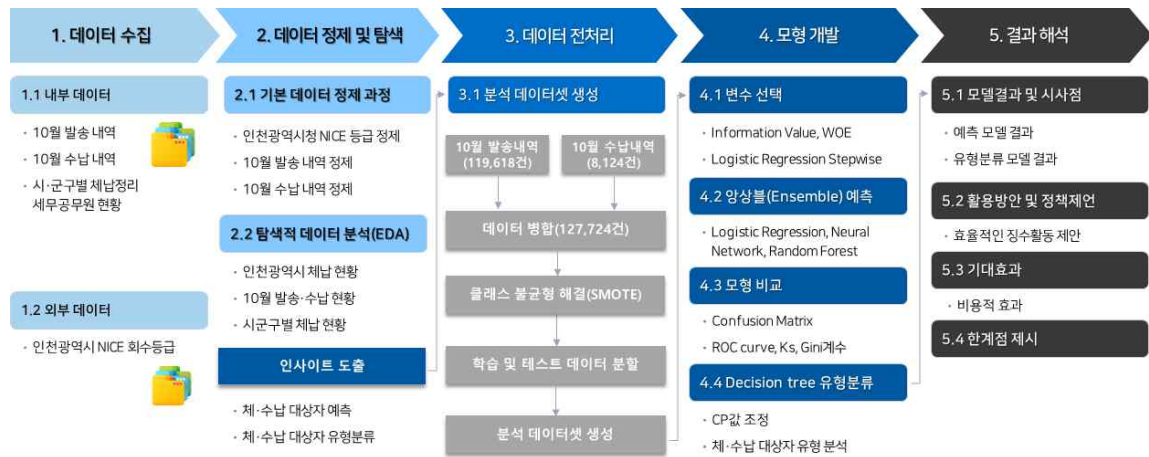 1. 데이터 수집
2. 데이터 정제 및 탐색
3. 데이터 전처리
4. 모형 개발
5. 결과 해석
1.1 내부 데이터
· 10월 발송 내역
· 10월 수납 내역
· 시·군구별 체납정리
세무공무원 현황
1.2 외부 데이터
· 인천광역시 NICE 회수등급
2.1 기본 데이터 정제 과정
· 인천광역시청 NICE 등급 정제
· 10월 발송 내역 정제
· 10월 수납 내역 정제
2.2 탐색적 데이터 분석(EDA)
· 인천광역시 체납 현황
· 10월 발송·수납 현황
· 시군구별 체납 현황
인사이트 도출
· 체·수납 대상자 예측
· 체·수납 대상자 유형분류
3.1 분석 데이터셋 생성
10월 발송내역
(119,618건)
10월 수납내역
(8,124건)
데이터 병합(127,724건)
클래스 불균형 해결(SMOTE)
학습 및 테스트 데이터 분할
분석 데이터셋 생성
4.1 변수 선택
· Information Value, WOE
· Logistic Regression Stepwise
4.2 앙상블(Ensemble) 예측
· Logistic Regression, Neural
Network, Random Forest
4.3 모형 비교
· Confusion Matrix
· ROC curve, Ks, Gini계수
4.4 Decision tree 유형분류
· CP값 조정
· 체·수납 대상자 유형 분석
5.1 모델결과 및 시사점
· 예측 모델 결과
· 유형분류 모델 결과
5.2 활용방안 및 정책제언
· 효율적인 징수활동 제안
5.3 기대효과
· 비용적 효과
5.4 한계점 제시